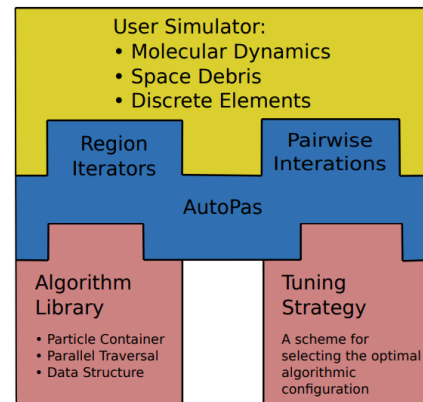 User Simulator:
• Molecular Dynamics
• Space Debris
• Discrete Elements
Region
Iterators
Pairwise
Interations
AutoPas
Algorithm
Library
• Particle Container
• Parallel Traversal
• Data Structure
Tuning
Strategy
A scheme for
selecting the optimal
algorithmic
configuration